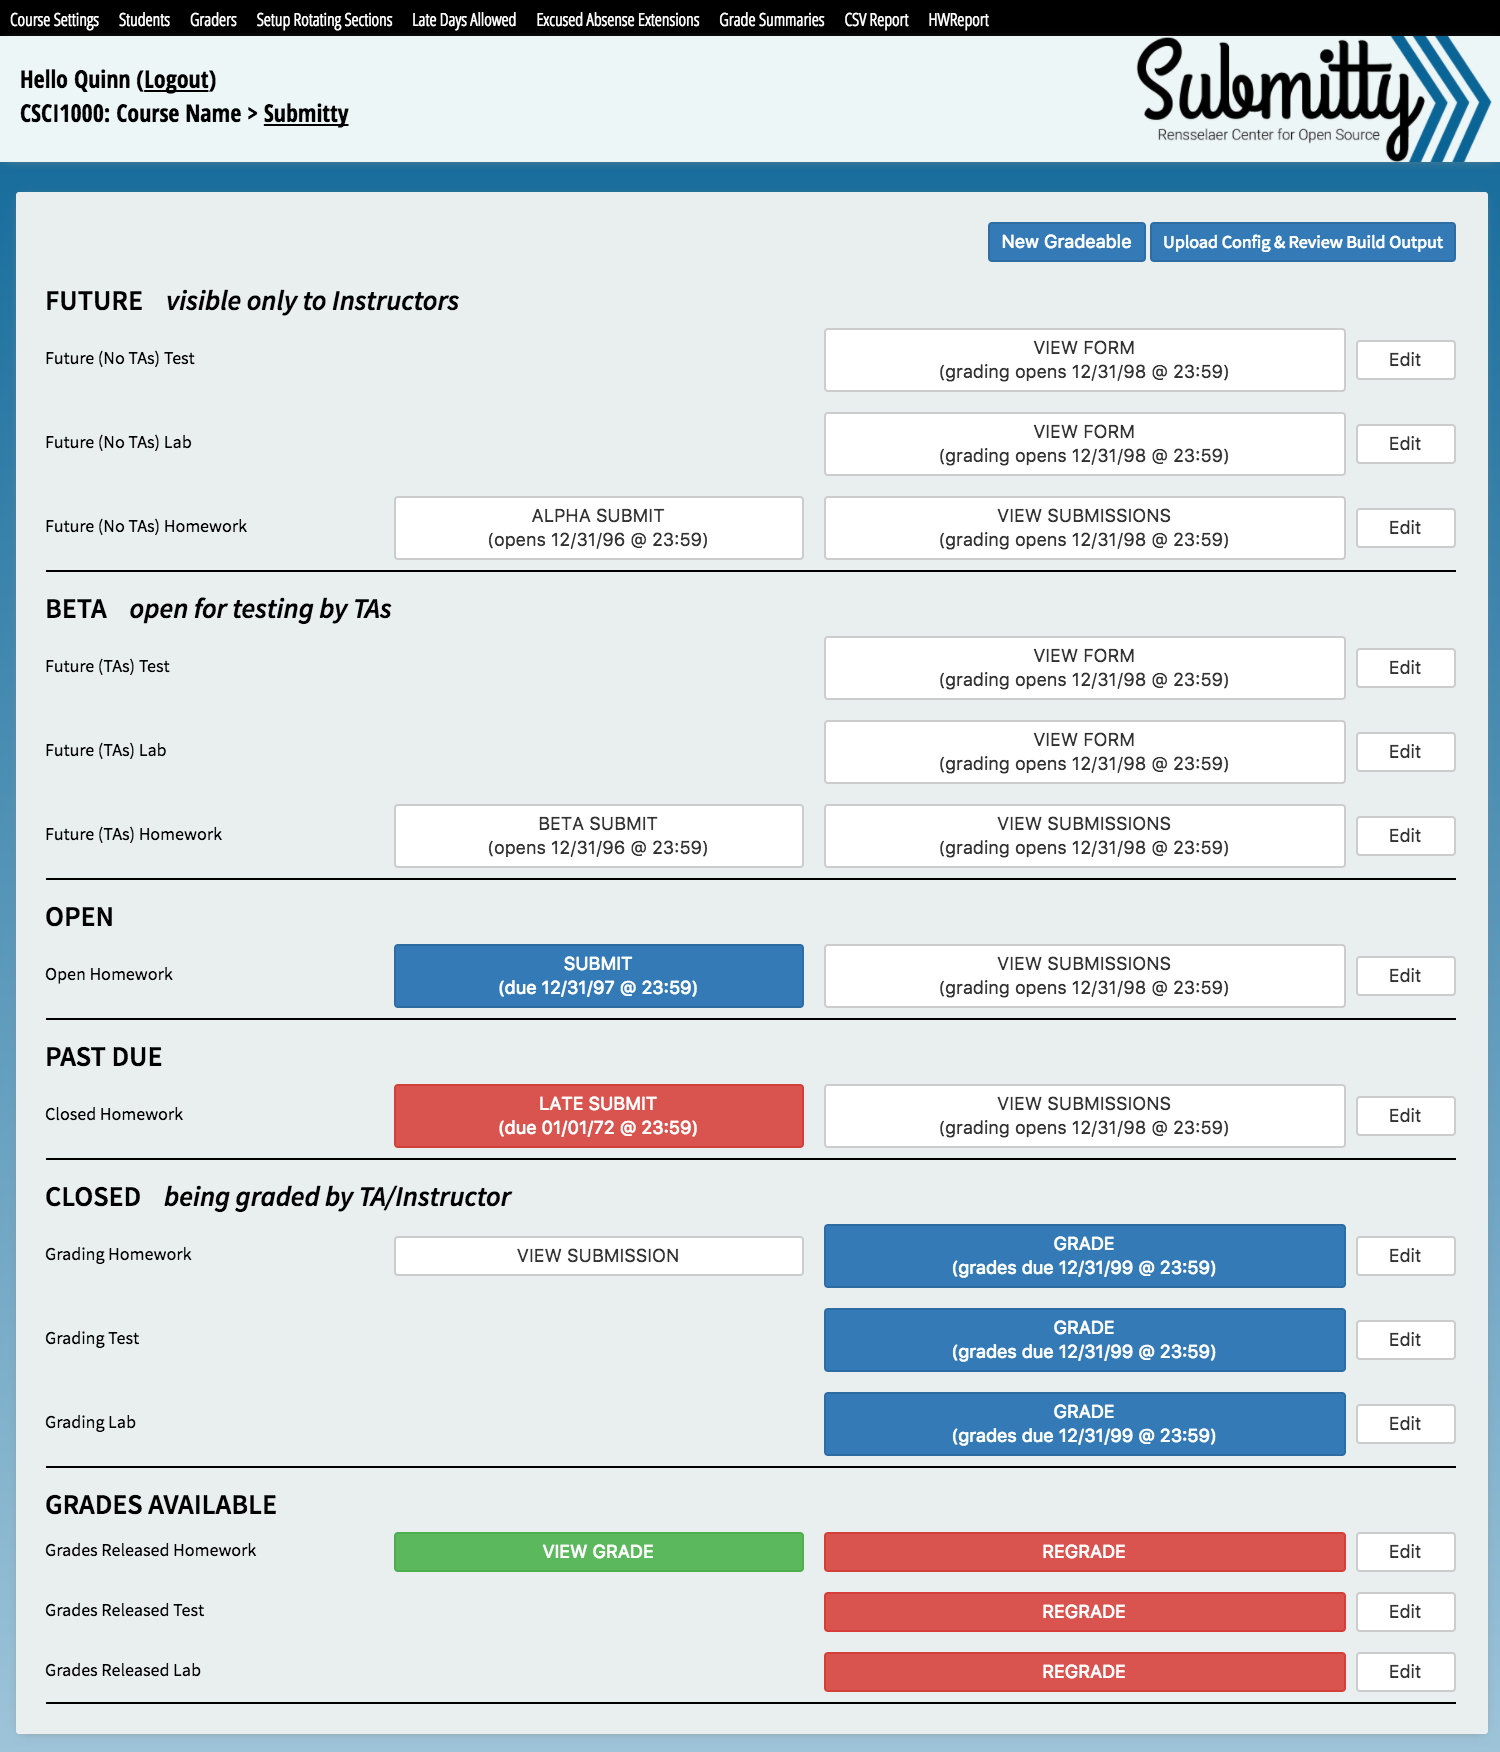 Course Settings Students Graders Setup Rotating Sections Late Days Allowed Excused Absense Extensions Grade Summaries CSV Report HWReport
Hello Quinn (Logout)
CSCI1000: Course Name > Submitty
Submitty
Rensselaer Center for Open Source
New Gradeable Upload Config & Review Build Output
FUTURE visible only to Instructors
Future (No TAs) Test
VIEW FORM
(grading opens 12/31/98 @ 23:59)
Edit
Future (No TAs) Lab
VIEW FORM
(grading opens 12/31/98 @ 23:59)
Edit
Future (No TAs) Homework
ALPHA SUBMIT
(opens 12/31/96 @ 23:59)
VIEW SUBMISSIONS
(grading opens 12/31/98 @ 23:59)
Edit
BETA open for testing by TAs
Future (TAs) Test
VIEW FORM
(grading opens 12/31/98 @ 23:59)
Edit
Future (TAs) Lab
VIEW FORM
(grading opens 12/31/98 @ 23:59)
Edit
Future (TAs) Homework
BETA SUBMIT
(opens 12/31/96 @ 23:59)
VIEW SUBMISSIONS
(grading opens 12/31/98 @ 23:59)
Edit
OPEN
Open Homework
SUBMIT
(due 12/31/97 @ 23:59)
VIEW SUBMISSIONS
(grading opens 12/31/98 @ 23:59)
Edit
PAST DUE
Closed Homework
LATE SUBMIT
(due 01/01/72 @ 23:59)
VIEW SUBMISSIONS
(grading opens 12/31/98 @ 23:59)
Edit
CLOSED being graded by TA/Instructor
Grading Homework
VIEW SUBMISSION
GRADE
(grades due 12/31/99 @ 23:59)
Edit
Grading Test
GRADE
(grades due 12/31/99 @ 23:59)
Edit
Grading Lab
GRADE
(grades due 12/31/99 @ 23:59)
Edit
GRADES AVAILABLE
Grades Released Homework
VIEW GRADE
REGRADE
Edit
Grades Released Test
REGRADE
Edit
Grades Released Lab
REGRADE
Edit